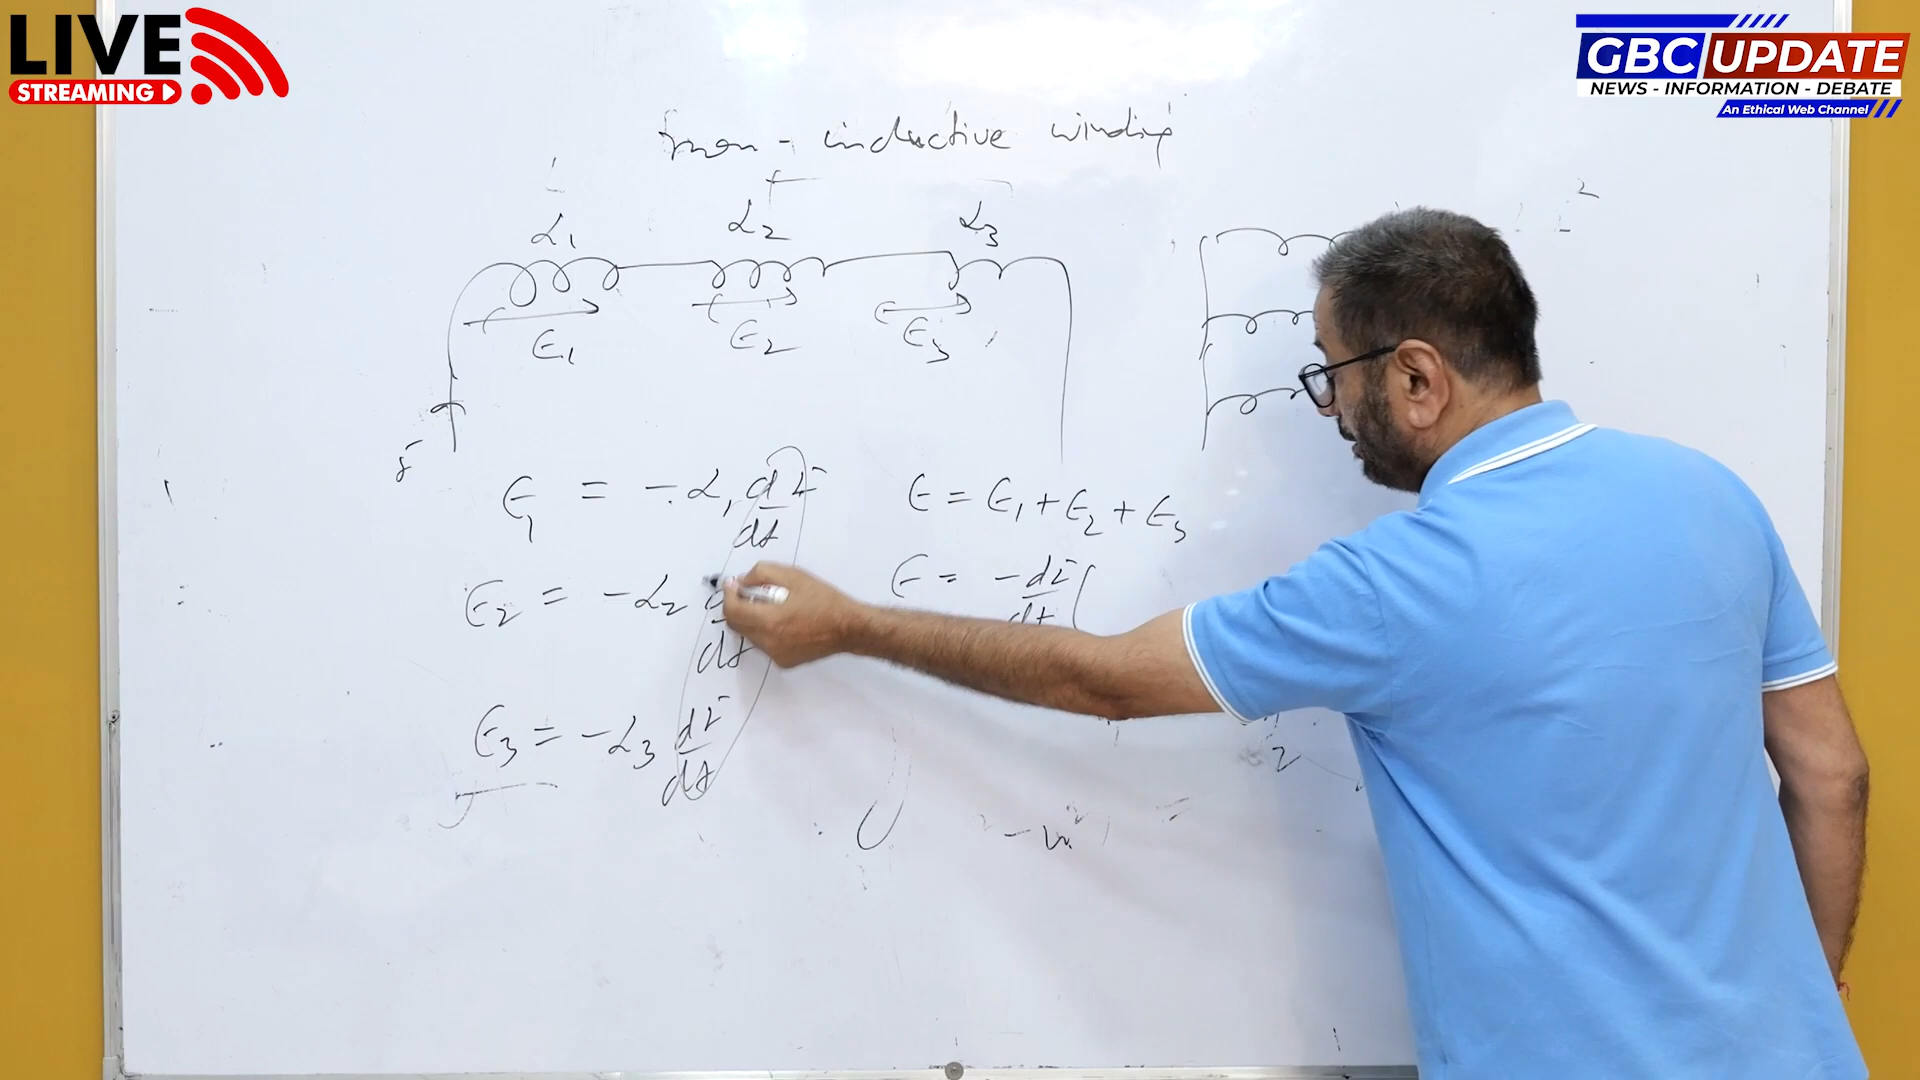 LIVE
STREAMING
GBC UPDATE
NEWS - INFORMATION - DEBATE
An Ethical Web Channel
non - inductive winding
L1 L2 L3
E1 E2 E3
i
E1 = -L1 di/dt
E = E1 + E2 + E3
E2 = -L2 d/dt
E = -di/dt (
E3 = -L3 di/dt
2